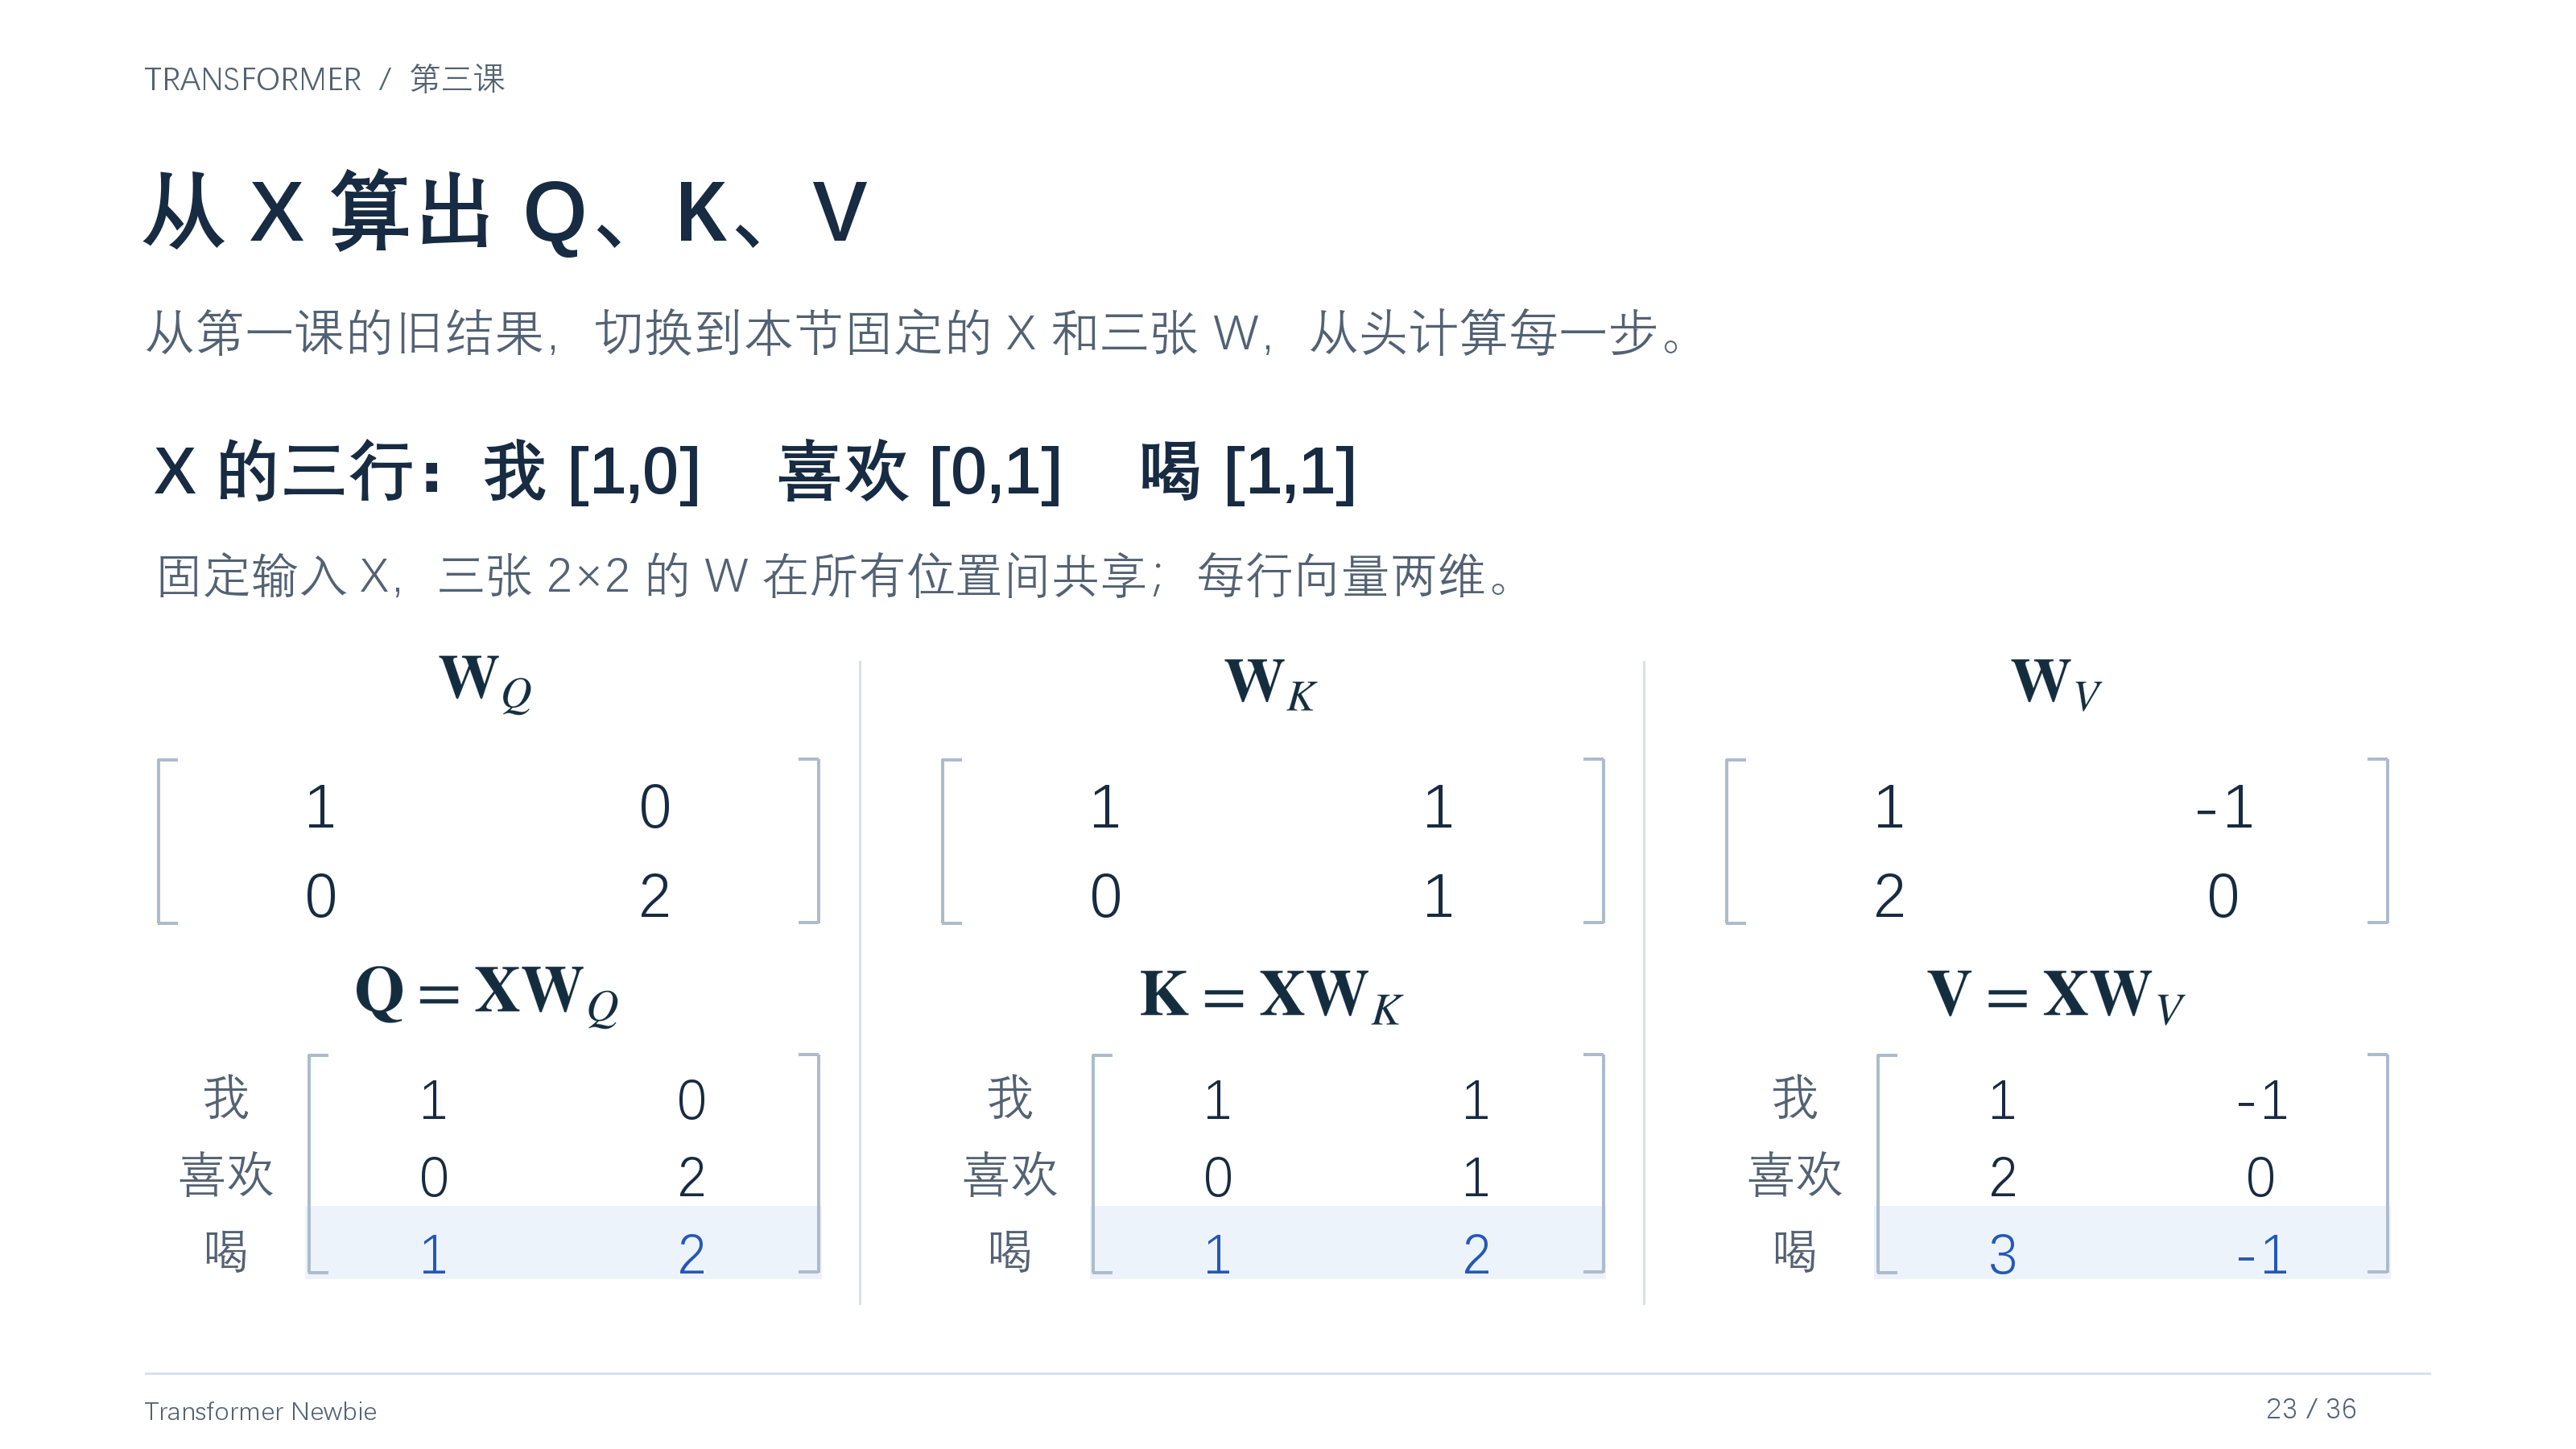 TRANSFORMER / 第三课
从 X 算出 Q、K、V
从第一课的旧结果，切换到本节固定的 X 和三张 W，从头计算每一步。
X 的三行：我 [1,0] 喜欢 [0,1] 喝 [1,1]
固定输入 X，三张 2×2 的 W 在所有位置间共享；每行向量两维。
W_Q
1 0
0 2
Q = XW_Q
我 1 0
喜欢 0 2
喝 1 2
W_K
1 1
0 1
K = XW_K
我 1 1
喜欢 0 1
喝 1 2
W_V
1 -1
2 0
V = XW_V
我 1 -1
喜欢 2 0
喝 3 -1
Transformer Newbie
23 / 36